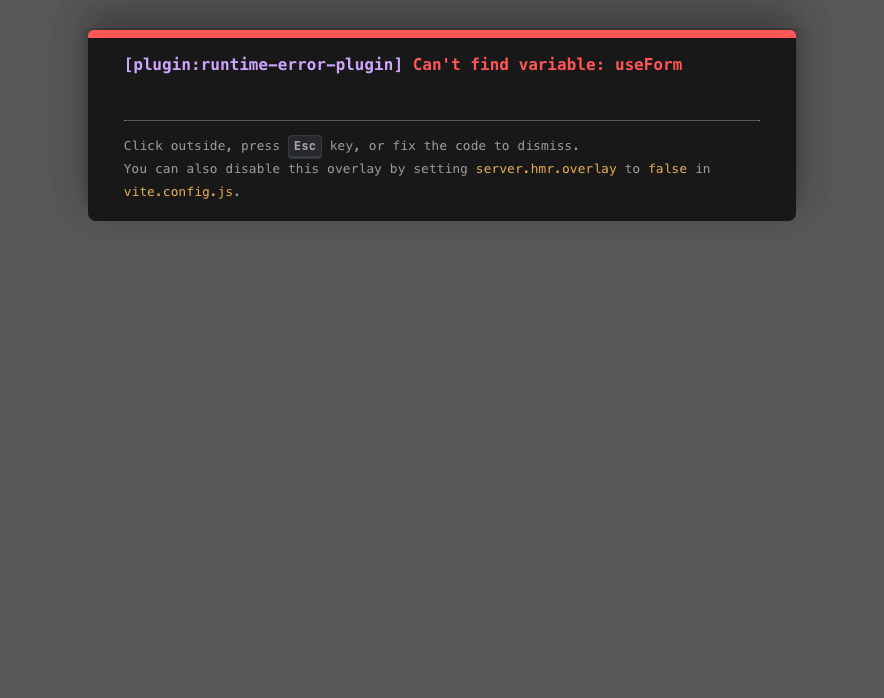 [plugin:runtime-error-plugin] Can't find variable: useForm
Click outside, press Esc key, or fix the code to dismiss.
You can also disable this overlay by setting server.hmr.overlay to false in
vite.config.js.